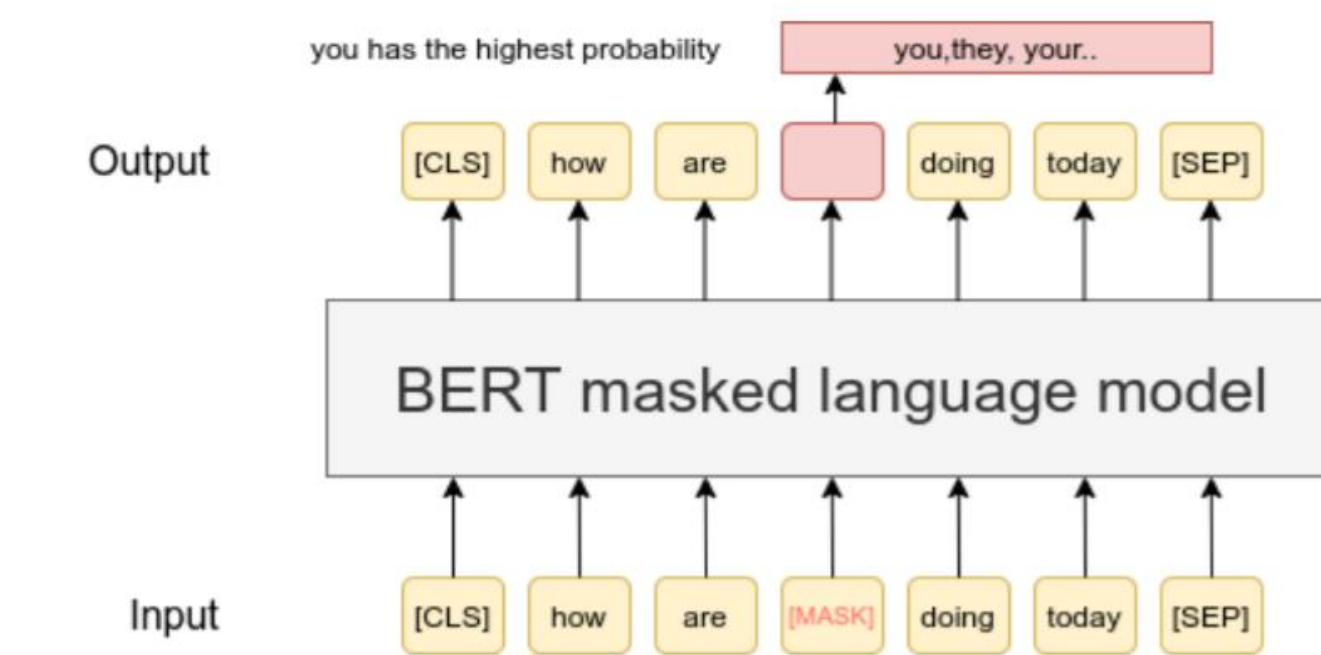 you has the highest probability
you,they, your..
Output
[CLS] how are doing today [SEP]
BERT masked language model
Input
[CLS] how are [MASK] doing today [SEP]